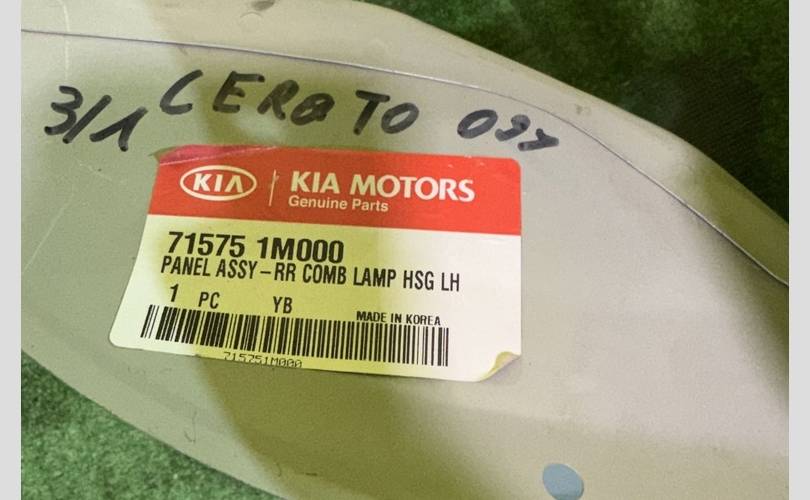 3/1 CERATO
KIA KIA MOTORS
Genuine Parts
71575 1M000
PANEL ASSY-RR COMB LAMP HSG LH
1 PC YB
MADE IN KOREA
715751M000